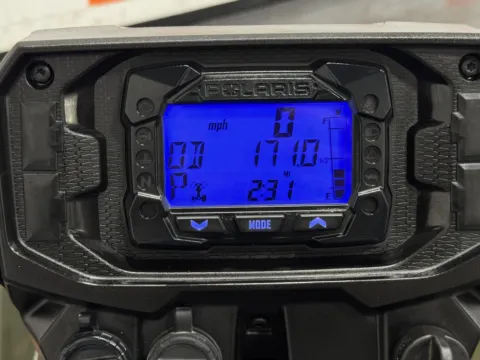 POLARIS
mph 0
F
OD 171.0
MI
P 2:31
E
MODE